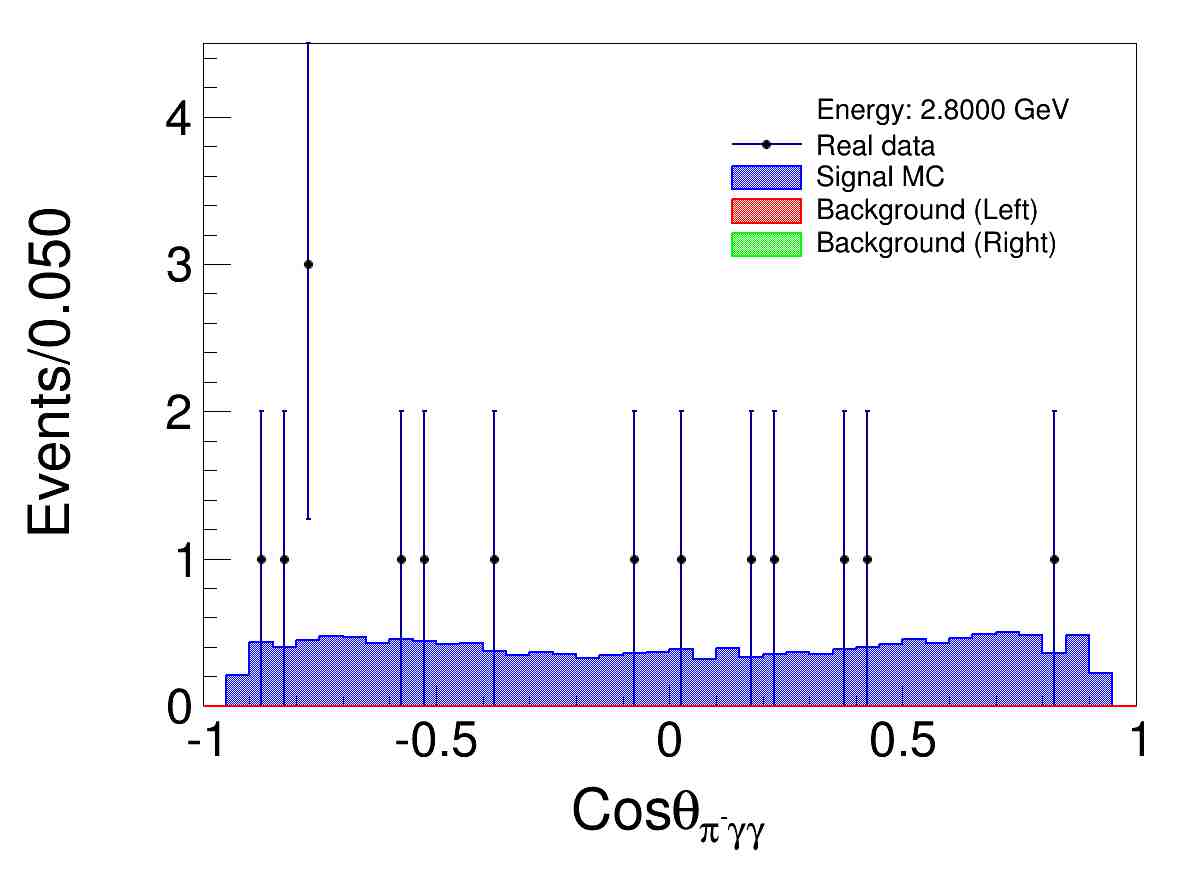 Energy: 2.8000 GeV
Real data
Signal MC
Background (Left)
Background (Right)
Events/0.050
4
3
2
1
0
-1 -0.5 0 0.5 1
Cosθπ⁻γγ